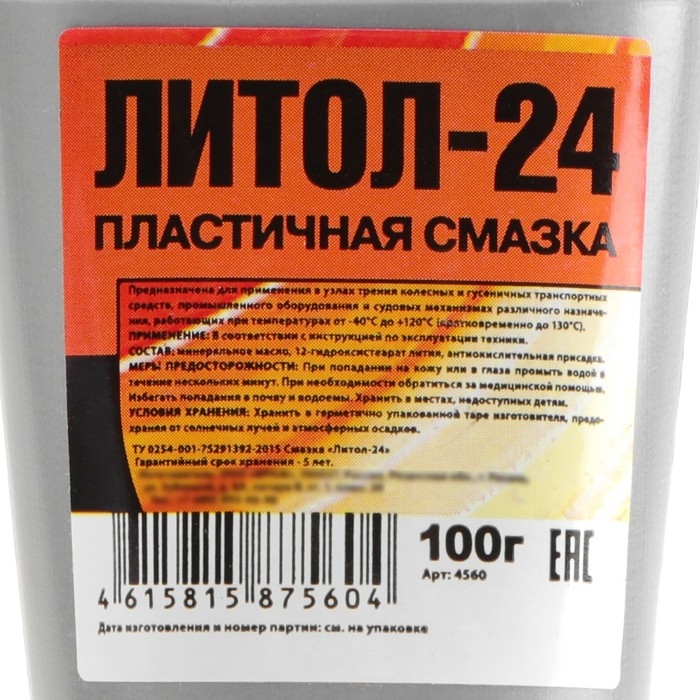 ЛИТОЛ-24
ПЛАСТИЧНАЯ СМАЗКА
Предназначена для применения в узлах трения колесных и гусеничных транспортных
средств, промышленного оборудования и судовых механизмах различного назначе-
ния, работающих при температурах от -40°С до +120°С (кратковременно до 130°С).
ПРИМЕНЕНИЕ: В соответствии с инструкцией по эксплуатации техники.
СОСТАВ: минеральное масло, 12-гидроксистеарат лития, антиокислительная присадка.
МЕРЫ ПРЕДОСТОРОЖНОСТИ: При попадании на кожу или в глаза промыть водой в
течение нескольких минут. При необходимости обратиться за медицинской помощью.
Избегать попадания в почву и водоемы. Хранить в местах, недоступных детям.
УСЛОВИЯ ХРАНЕНИЯ: Хранить в герметично упакованной таре изготовителя, предо-
храняя от солнечных лучей и атмосферных осадков.
ТУ 0254-001-75291392-2015 Смазка «Литол-24»
Гарантийный срок хранения - 5 лет.
100г
Арт: 4560
ЕАС
4 615815 875604
Дата изготовления и номер партии: см. на упаковке